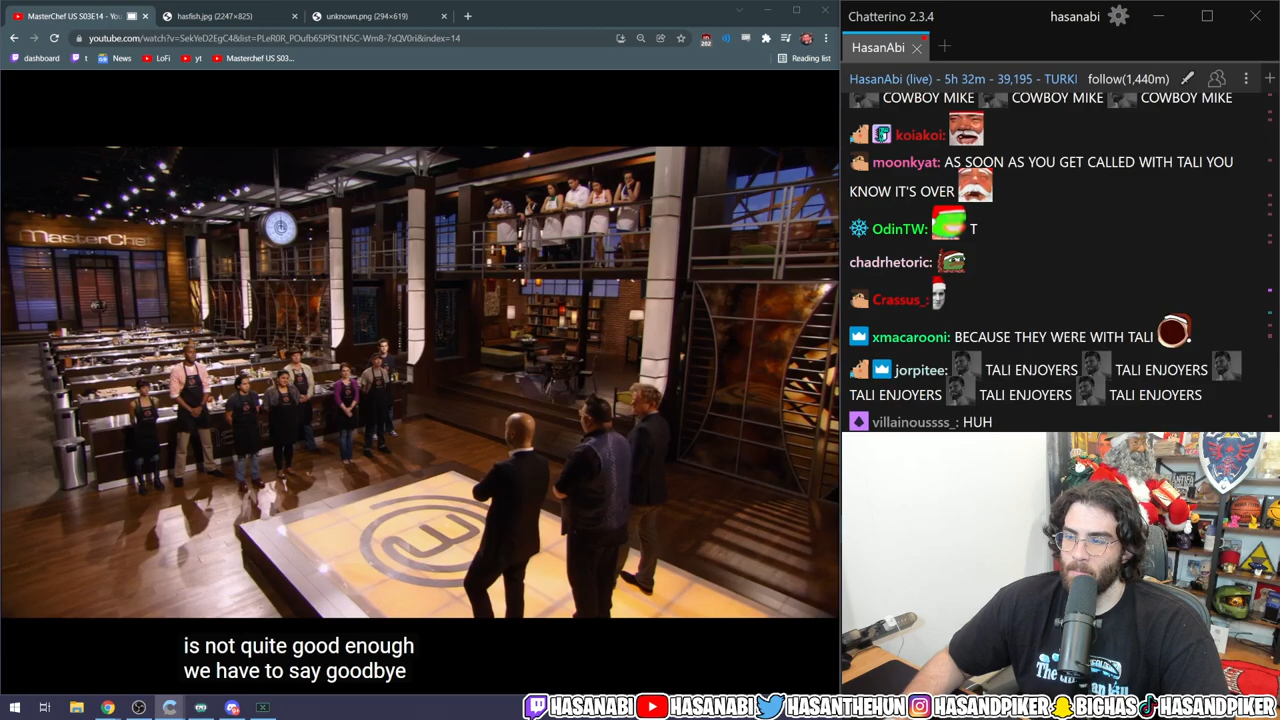 MasterChef US S03E14 - You
hasfish.jpg (2247×825)
unknown.png (294×619)
youtube.com/watch?v=SekYeD2EgC4&list=PLeR0R_POufb65PfSt1N5C-Wm8-7sQV0ri&index=14
202
dashboard
t
News
LoFi
yt
Masterchef US S03...
Reading list
MASTERCHEF
is not quite good enough
we have to say goodbye
Chatterino 2.3.4
hasanabi
HasanAbi
HasanAbi (live) - 5h 32m - 39,195 - TURKI
follow(1,440m)
COWBOY MIKE COWBOY MIKE COWBOY MIKE
koiakoi:
moonkyat: AS SOON AS YOU GET CALLED WITH TALI YOU
KNOW IT'S OVER
OdinTW: T
chadrhetoric:
Crassus_:
xmacarooni: BECAUSE THEY WERE WITH TALI
jorpitee: TALI ENJOYERS TALI ENJOYERS
TALI ENJOYERS TALI ENJOYERS TALI ENJOYERS
villainoussss_: HUH
HASANABI HASANABI HASANTHEHUN HASANDPIKER BIGHAS HASANDPIKER